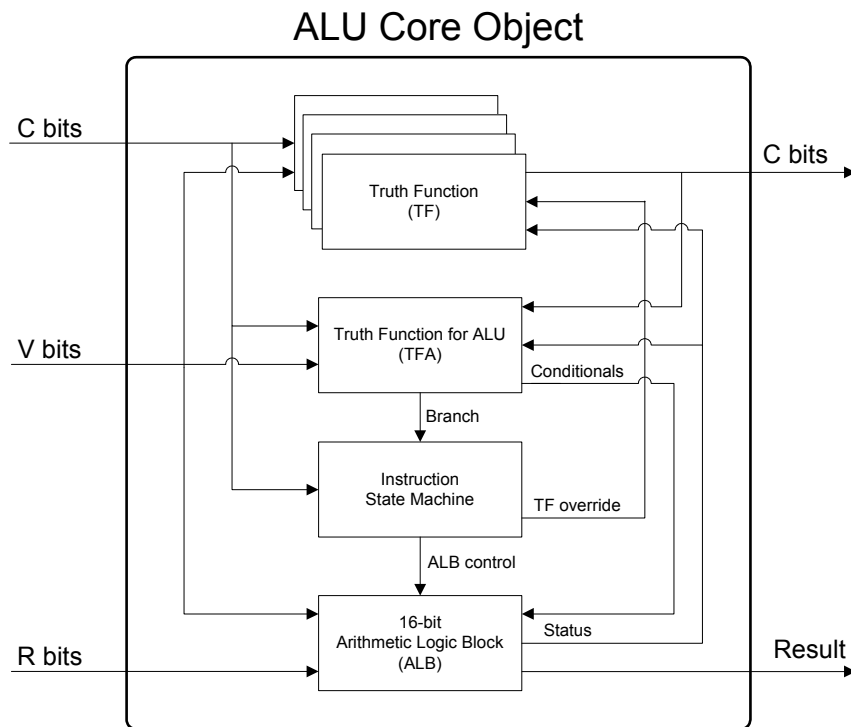 ALU Core Object
C bits
C bits
Truth Function
(TF)
V bits
Truth Function for ALU
(TFA)
Conditionals
Branch
Instruction
State Machine
TF override
ALB control
16-bit
Arithmetic Logic Block
(ALB)
Status
R bits
Result